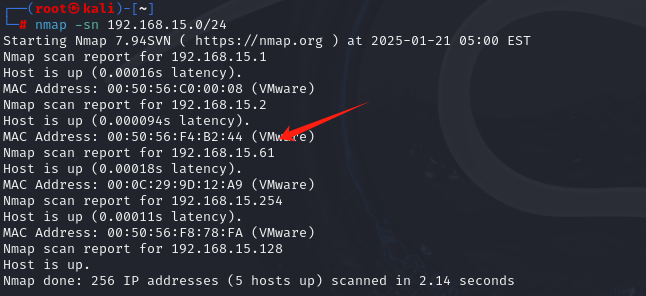 (root㉿kali)-[~]
# nmap -sn 192.168.15.0/24
Starting Nmap 7.94SVN ( https://nmap.org ) at 2025-01-21 05:00 EST
Nmap scan report for 192.168.15.1
Host is up (0.00016s latency).
MAC Address: 00:50:56:C0:00:08 (VMware)
Nmap scan report for 192.168.15.2
Host is up (0.000094s latency).
MAC Address: 00:50:56:F4:B2:44 (VMware)
Nmap scan report for 192.168.15.61
Host is up (0.00018s latency).
MAC Address: 00:0C:29:9D:12:A9 (VMware)
Nmap scan report for 192.168.15.254
Host is up (0.00011s latency).
MAC Address: 00:50:56:F8:78:FA (VMware)
Nmap scan report for 192.168.15.128
Host is up.
Nmap done: 256 IP addresses (5 hosts up) scanned in 2.14 seconds